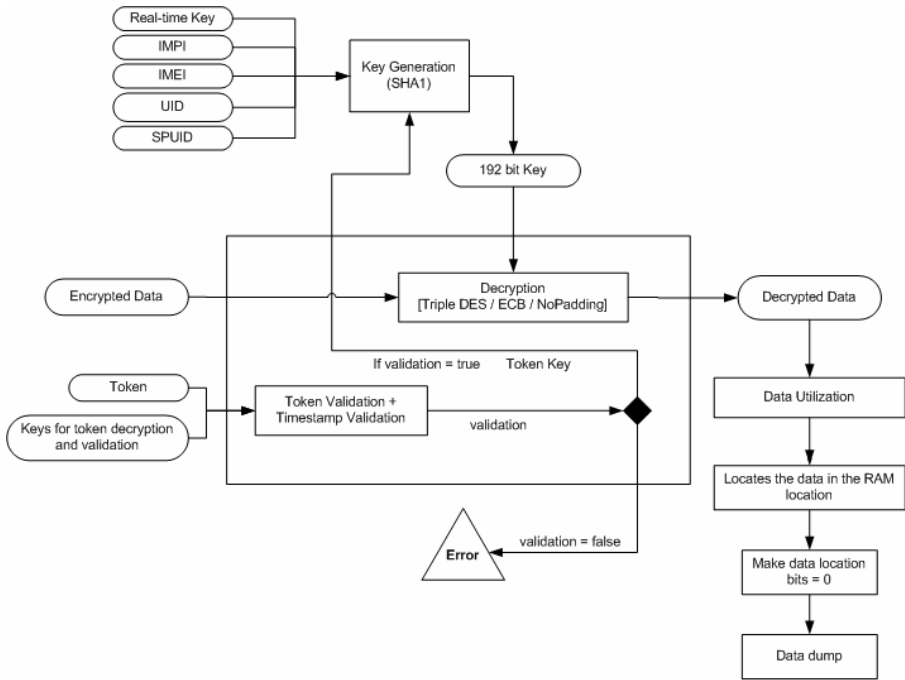 Real-time Key
IMPI
IMEI
UID
SPUID
Key Generation
(SHA1)
192 bit Key
Encrypted Data
Decryption
[Triple DES / ECB / NoPadding]
Decrypted Data
If validation = true Token Key
Token
Keys for token decryption
and validation
Token Validation +
Timestamp Validation
validation
Data Utilization
Locates the data in the RAM
location
validation = false
Error
Make data location
bits = 0
Data dump